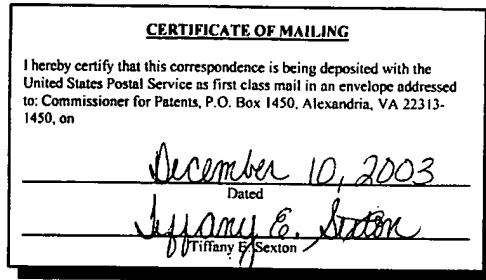 CERTIFICATE OF MAILING
I hereby certify that this correspondence is being deposited with the
United States Postal Service as first class mail in an envelope addressed
to: Commissioner for Patents, P.O. Box 1450, Alexandria, VA 22313-
1450, on
December 10, 2003
Dated
Tiffany E. Sexton
Tiffany E. Sexton